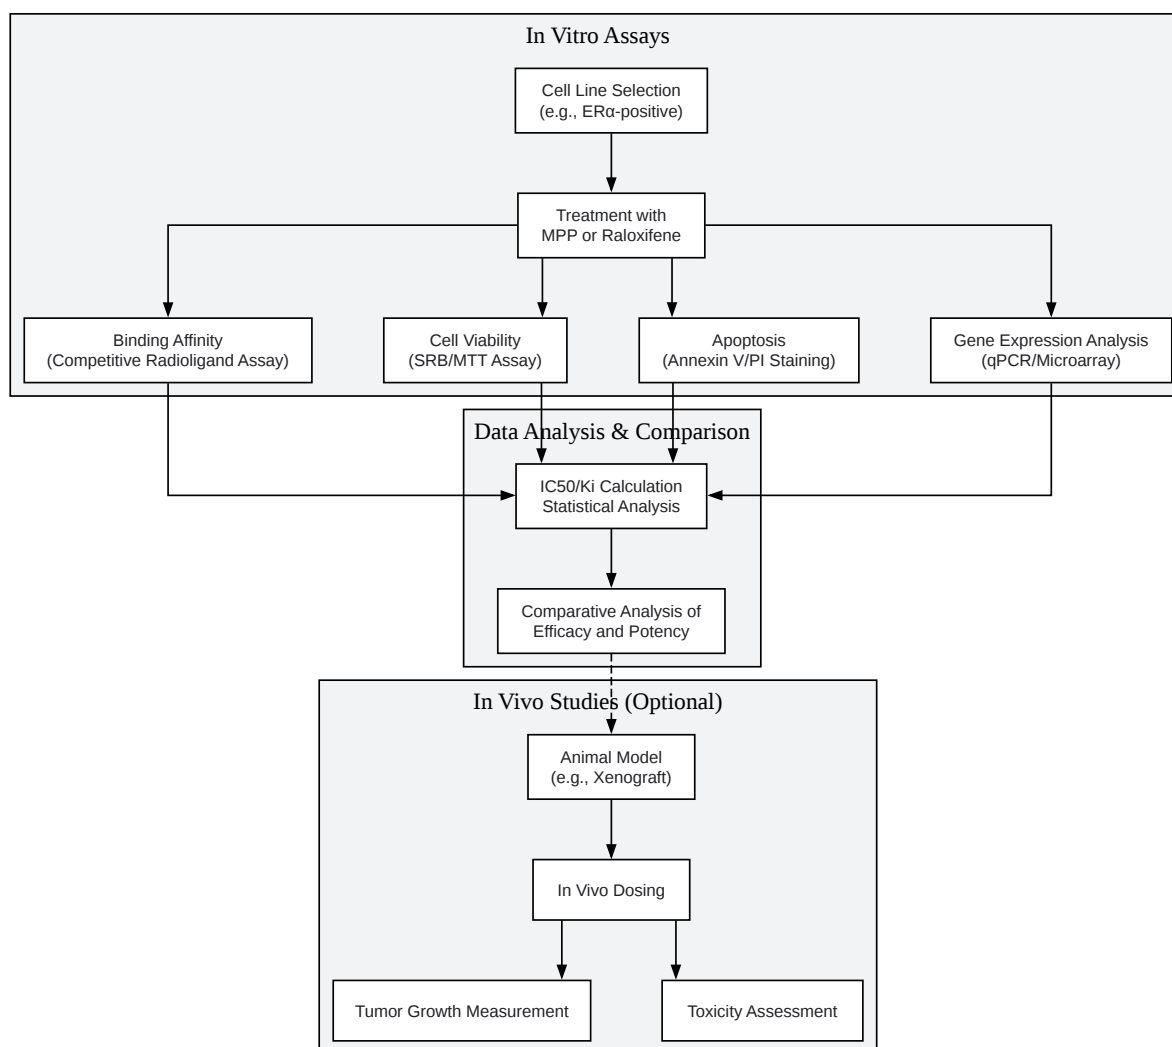 In Vitro Assays
Cell Line Selection
(e.g., ERα-positive)
Treatment with
MPP or Raloxifene
Binding Affinity
(Competitive Radioligand Assay)
Cell Viability
(SRB/MTT Assay)
Apoptosis
(Annexin V/PI Staining)
Gene Expression Analysis
(qPCR/Microarray)
Data Analysis & Comparison
IC50/Ki Calculation
Statistical Analysis
Comparative Analysis of
Efficacy and Potency
In Vivo Studies (Optional)
Animal Model
(e.g., Xenograft)
In Vivo Dosing
Tumor Growth Measurement
Toxicity Assessment